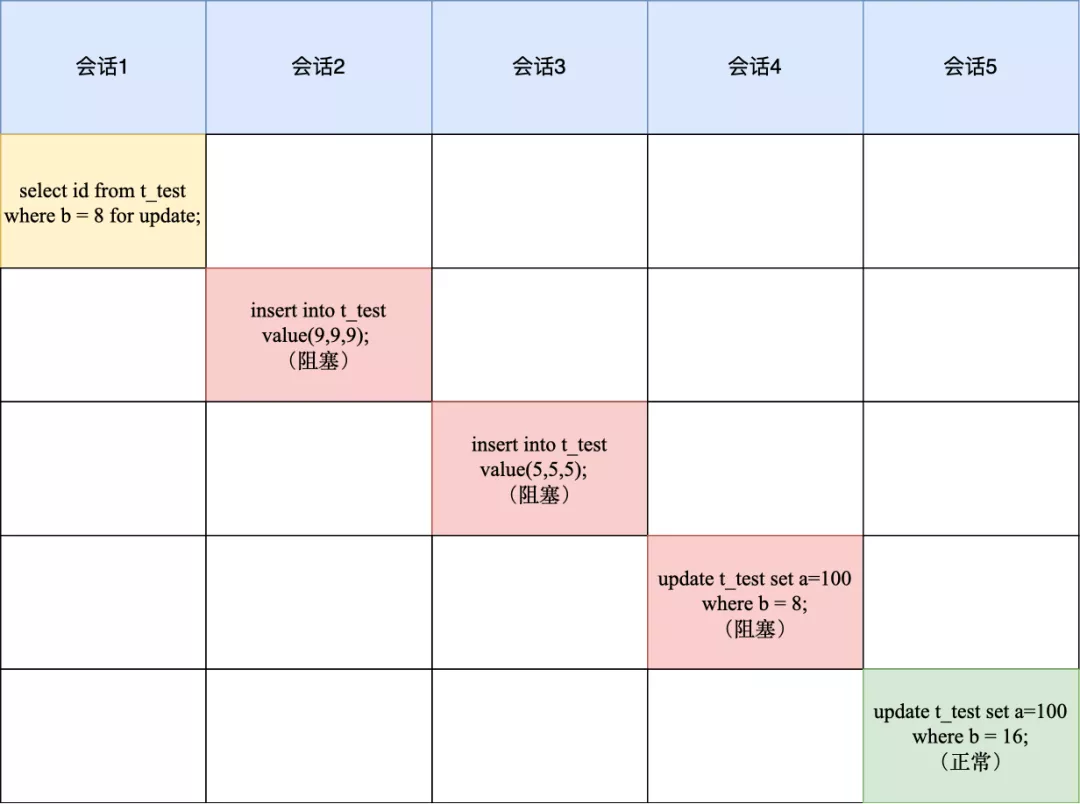 会话1
会话2
会话3
会话4
会话5
select id from t_test
where b = 8 for update;
insert into t_test
value(9,9,9);
（阻塞）
insert into t_test
value(5,5,5);
（阻塞）
update t_test set a=100
where b = 8;
（阻塞）
update t_test set a=100
where b = 16;
（正常）